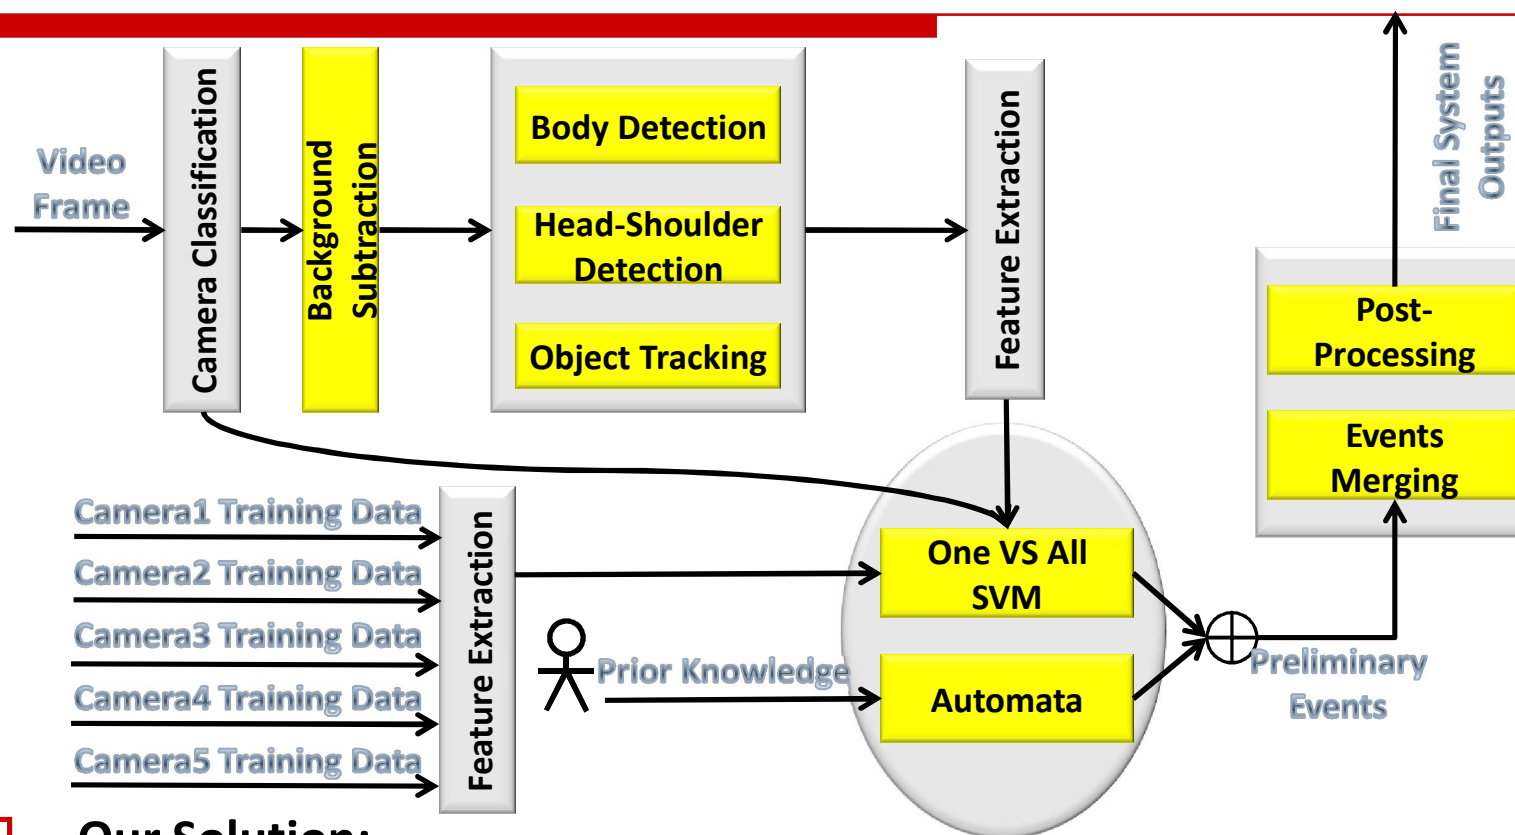 Video
Frame
Camera Classification
Background
Subtraction
Body Detection
Head-Shoulder
Detection
Object Tracking
Feature Extraction
Final System
Outputs
Post-
Processing
Events
Merging
Camera1 Training Data
Camera2 Training Data
Camera3 Training Data
Camera4 Training Data
Camera5 Training Data
Feature Extraction
Prior Knowledge
One VS All
SVM
Automata
Preliminary
Events
Our Solution: